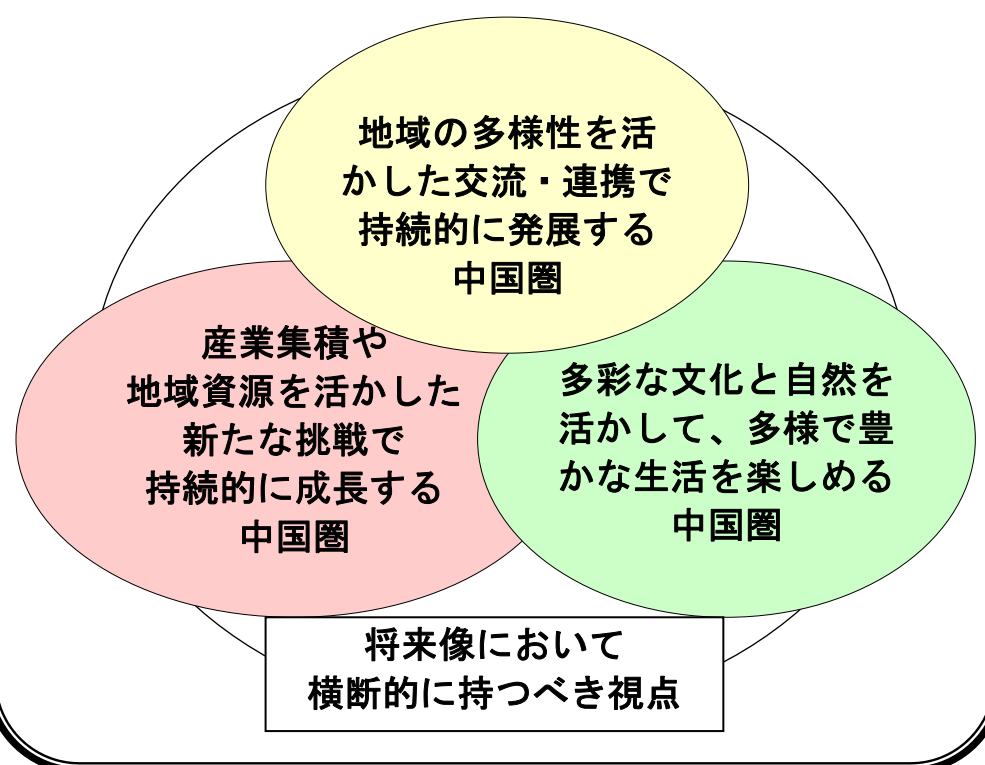 地域の多様性を活
かした交流・連携で
持続的に発展する
中国圏
産業集積や
地域資源を活かした
新たな挑戦で
持続的に成長する
中国圏
多彩な文化と自然を
活かして、多様で豊
かな生活を楽しめる
中国圏
将来像において
横断的に持つべき視点